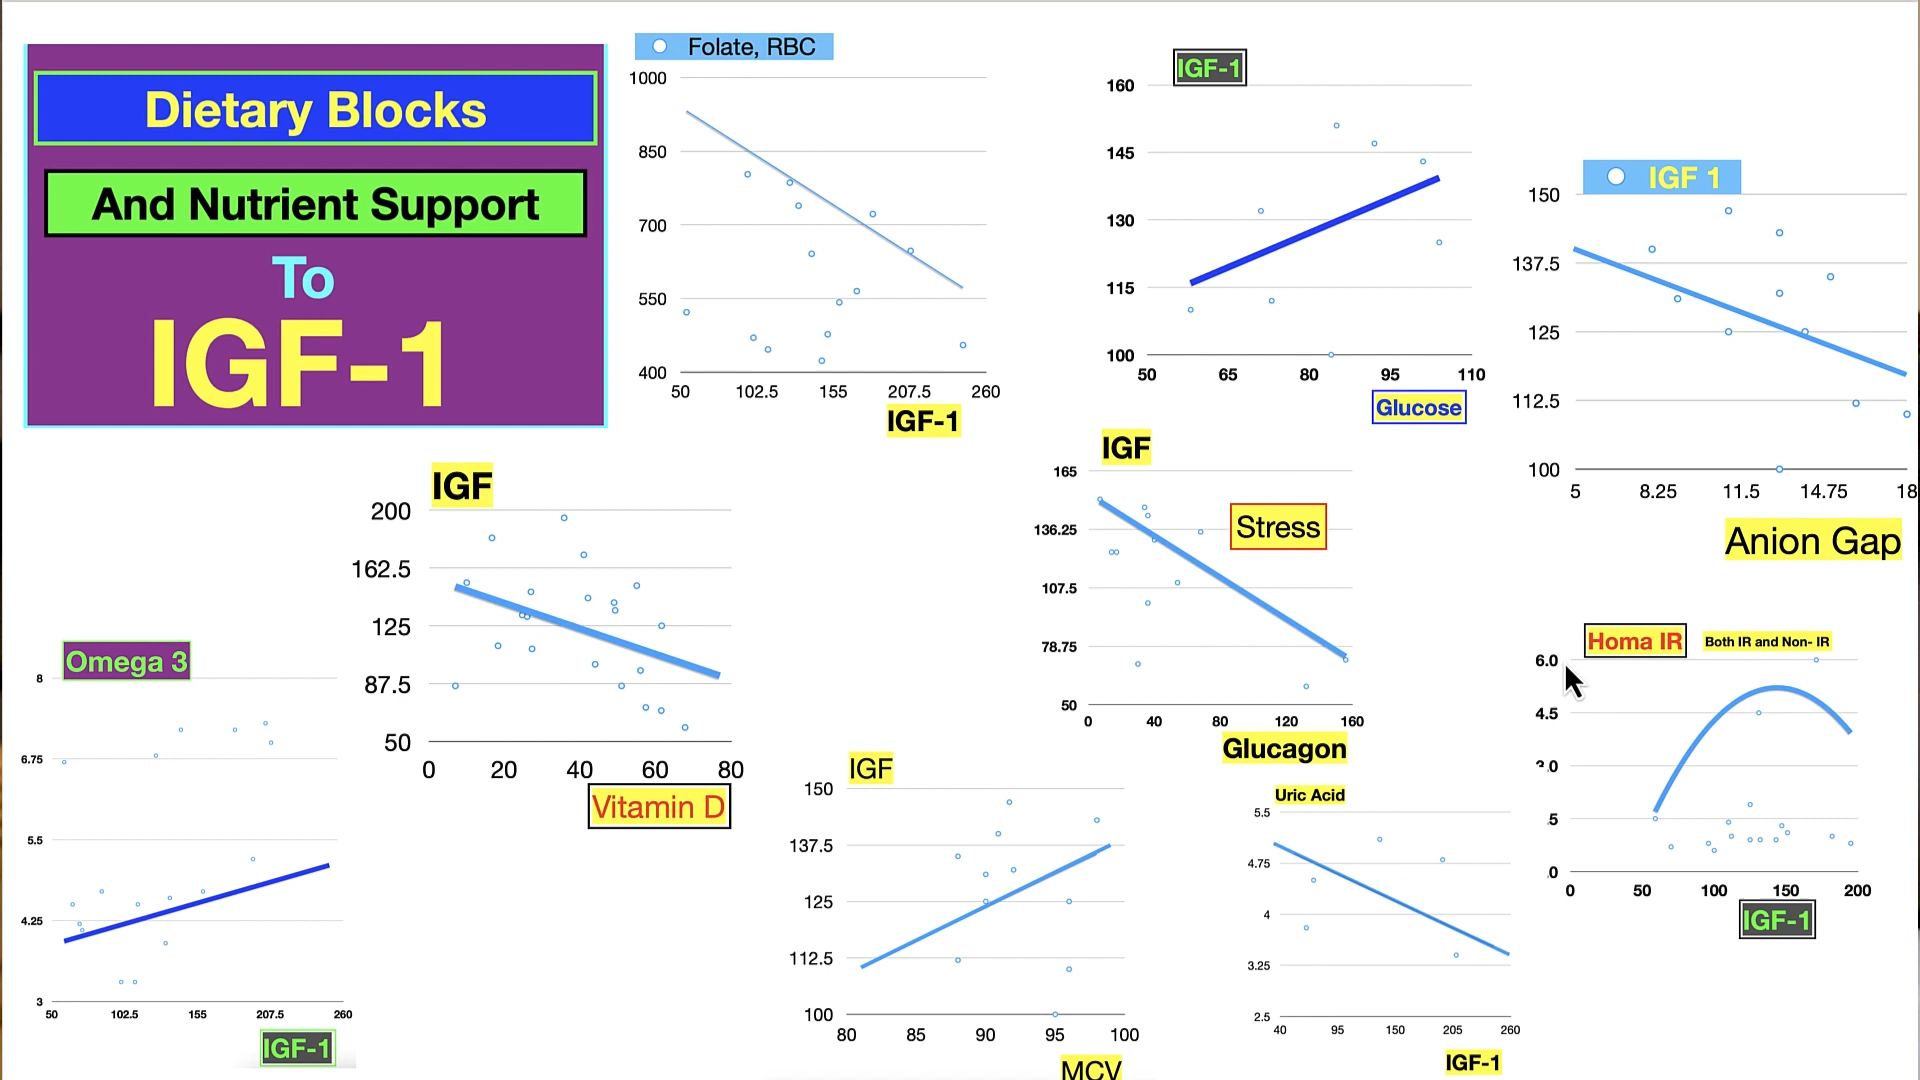 Dietary Blocks
And Nutrient Support
To
IGF-1
Folate, RBC
1000
850
700
550
400
50 102.5 155 207.5 260
IGF-1
IGF-1
160
145
130
115
100
50 65 80 95 110
Glucose
IGF 1
150
137.5
125
112.5
100
5 8.25 11.5 14.75 18
Anion Gap
IGF
200
162.5
125
87.5
50
0 20 40 60 80
Vitamin D
IGF
165
136.25
107.5
78.75
50
Stress
0 40 80 120 160
Glucagon
Omega 3
8
6.75
5.5
4.25
3
50 102.5 155 207.5 260
IGF-1
IGF
150
137.5
125
112.5
100
80 85 90 95 100
MCV
Uric Acid
5.5
4.75
4
3.25
2.5
40 95 150 205 260
IGF-1
Homa IR Both IR and Non- IR
6.0
4.5
.0
.5
.0
0 50 100 150 200
IGF-1